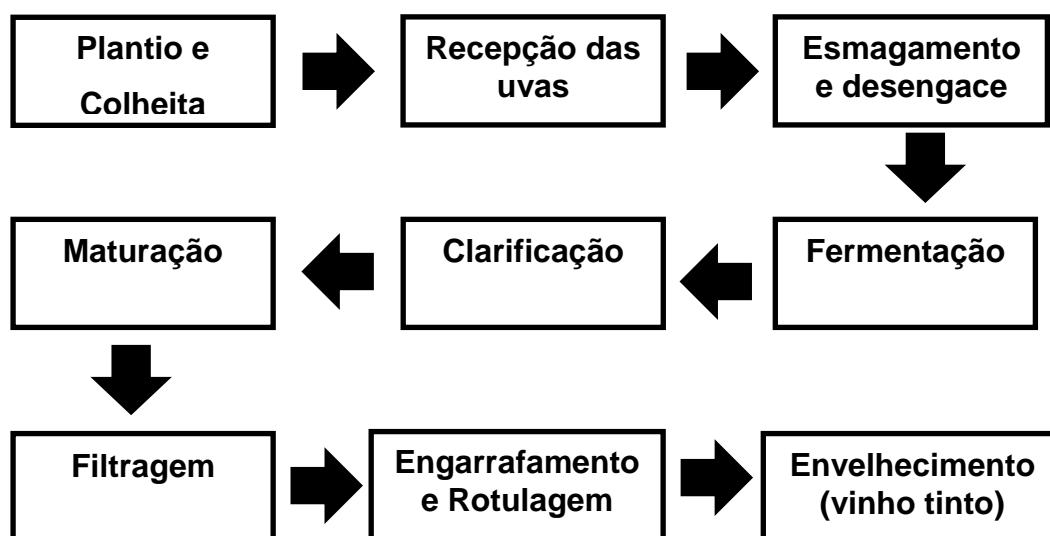 Plantio e
Colheita
Recepção das
uvas
Esmagamento
e desengace
Maturação
Clarificação
Fermentação
Filtragem
Engarrafamento
e Rotulagem
Envelhecimento
(vinho tinto)